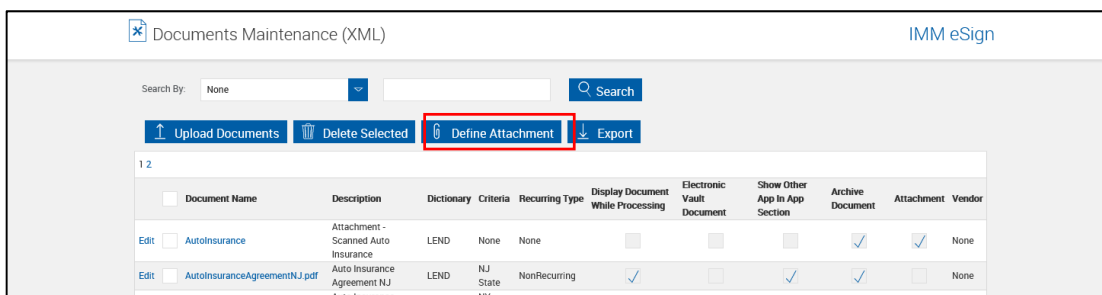 Documents Maintenance (XML) IMM eSign
Search By: None Search
Upload Documents Delete Selected Define Attachment Export
1 2
Document Name Description Dictionary Criteria Recurring Type Display Document While Processing Electronic Vault Document Show Other App In App Section Archive Document Attachment Vendor
Edit AutoInsurance Attachment - Scanned Auto Insurance LEND None None None
Edit AutoInsuranceAgreementNJ.pdf Auto Insurance Agreement NJ LEND NJ State NonRecurring None